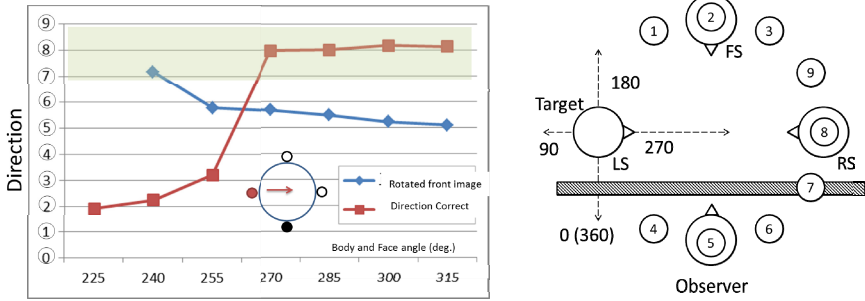 Direction
⑨
⑧
⑦
⑥
⑤
④
③
②
①
⓪
Rotated front image
Direction Correct
Body and Face angle (deg.)
225 240 255 270 285 300 315
1 2 3
FS
9
180
Target
90 270
LS
8
RS
7
0 (360)
4 5 6
Observer